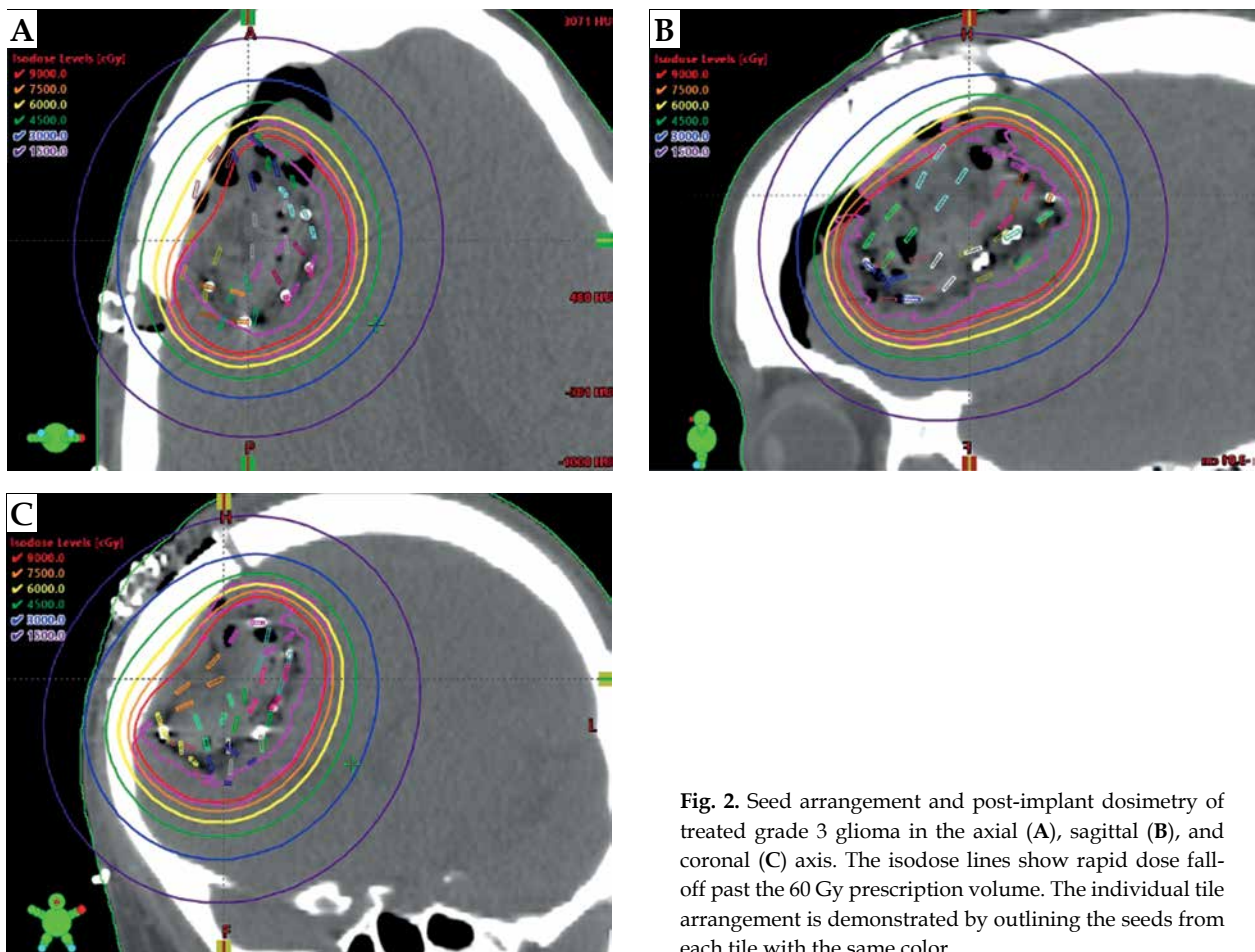 A
A
3071 HU
Isodose Levels [cGy]
✓ 9000.0
✓ 7500.0
✓ 6000.0
✓ 4500.0
✓ 3000.0
✓ 1500.0
P
B
H
Isodose Levels [cGy]
✓ 9000.0
✓ 7500.0
✓ 6000.0
✓ 4500.0
✓ 3000.0
✓ 1500.0
F
C
H
Isodose Levels [cGy]
✓ 9000.0
✓ 7500.0
✓ 6000.0
✓ 4500.0
✓ 3000.0
✓ 1500.0
L
F
Fig. 2. Seed arrangement and post-implant dosimetry of
treated grade 3 glioma in the axial (A), sagittal (B), and
coronal (C) axis. The isodose lines show rapid dose fall-
off past the 60 Gy prescription volume. The individual tile
arrangement is demonstrated by outlining the seeds from
each tile with the same color